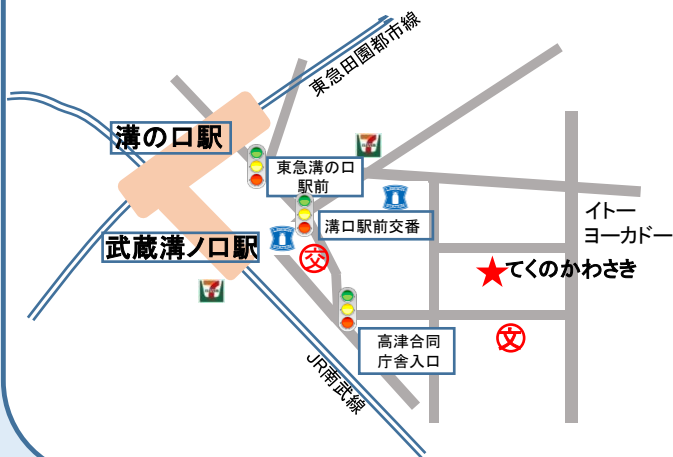 東急田園都市線
溝の口駅
東急溝の口
駅前
溝口駅前交番
イトー
ヨーカドー
武蔵溝ノ口駅
交
★てくのかわさき
文
高津合同
庁舎入口
JR南武線